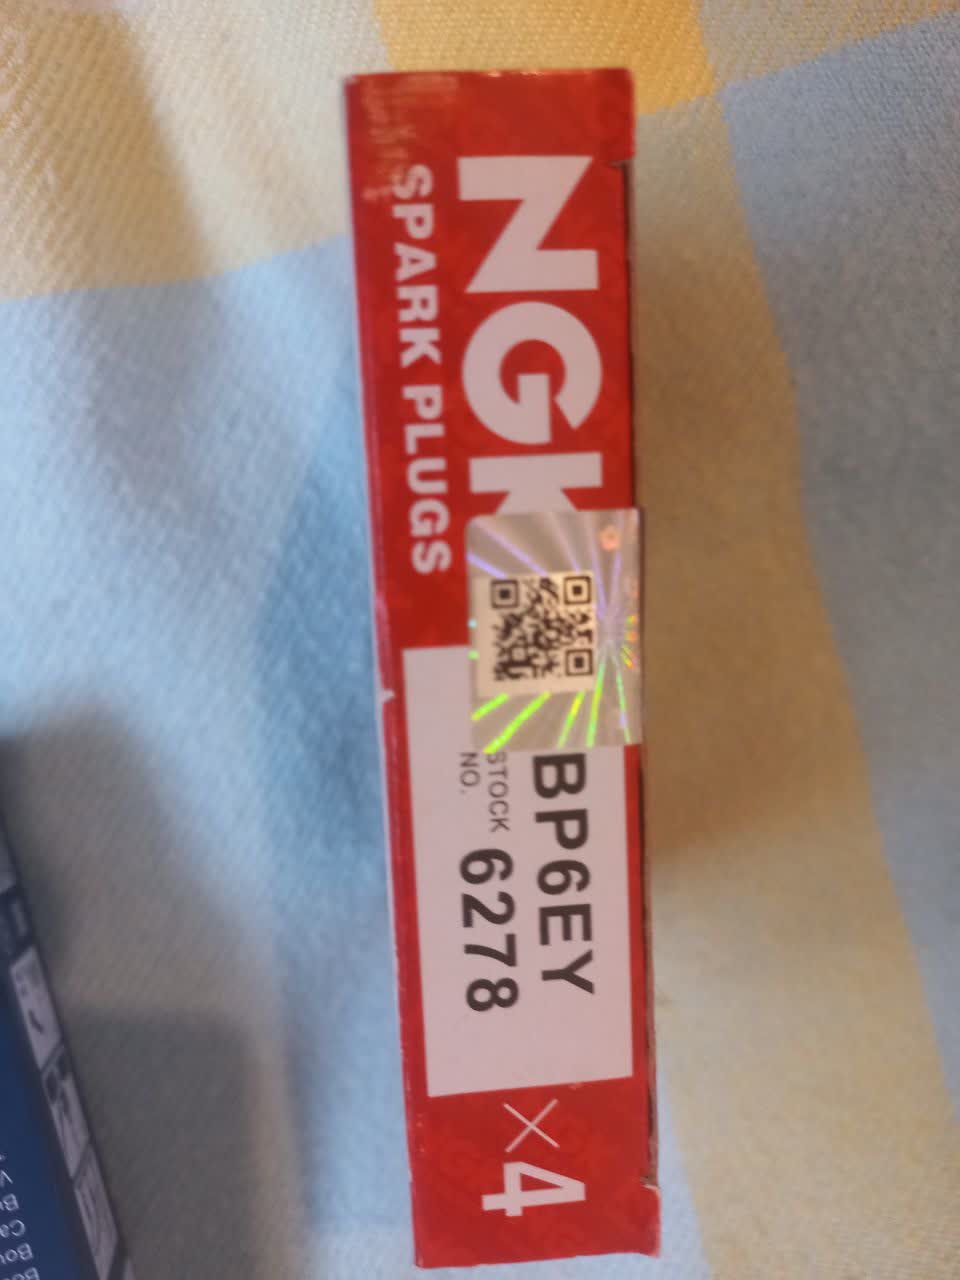 NGK
SPARK PLUGS
BP6EY
STOCK
NO.
6278
×4